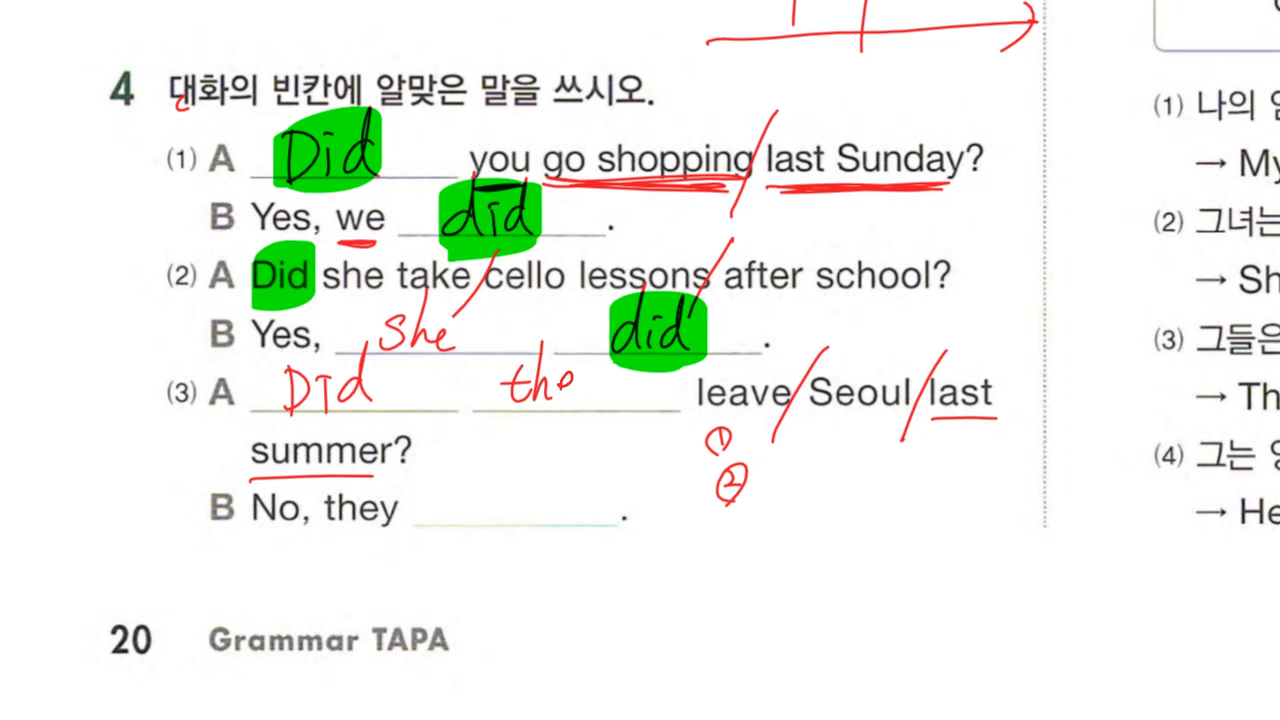 4 대화의 빈칸에 알맞은 말을 쓰시오.
(1) A Did you go shopping last Sunday?
B Yes, we did.
(2) A Did she take cello lessons after school?
B Yes, she did.
(3) A Did the leave Seoul last
① 
②
summer?
B No, they ____.
20 Grammar TAPA
(1) 나의
→ My
(2) 그녀는
→ Sh
(3) 그들은
→ Th
(4) 그는
→ He